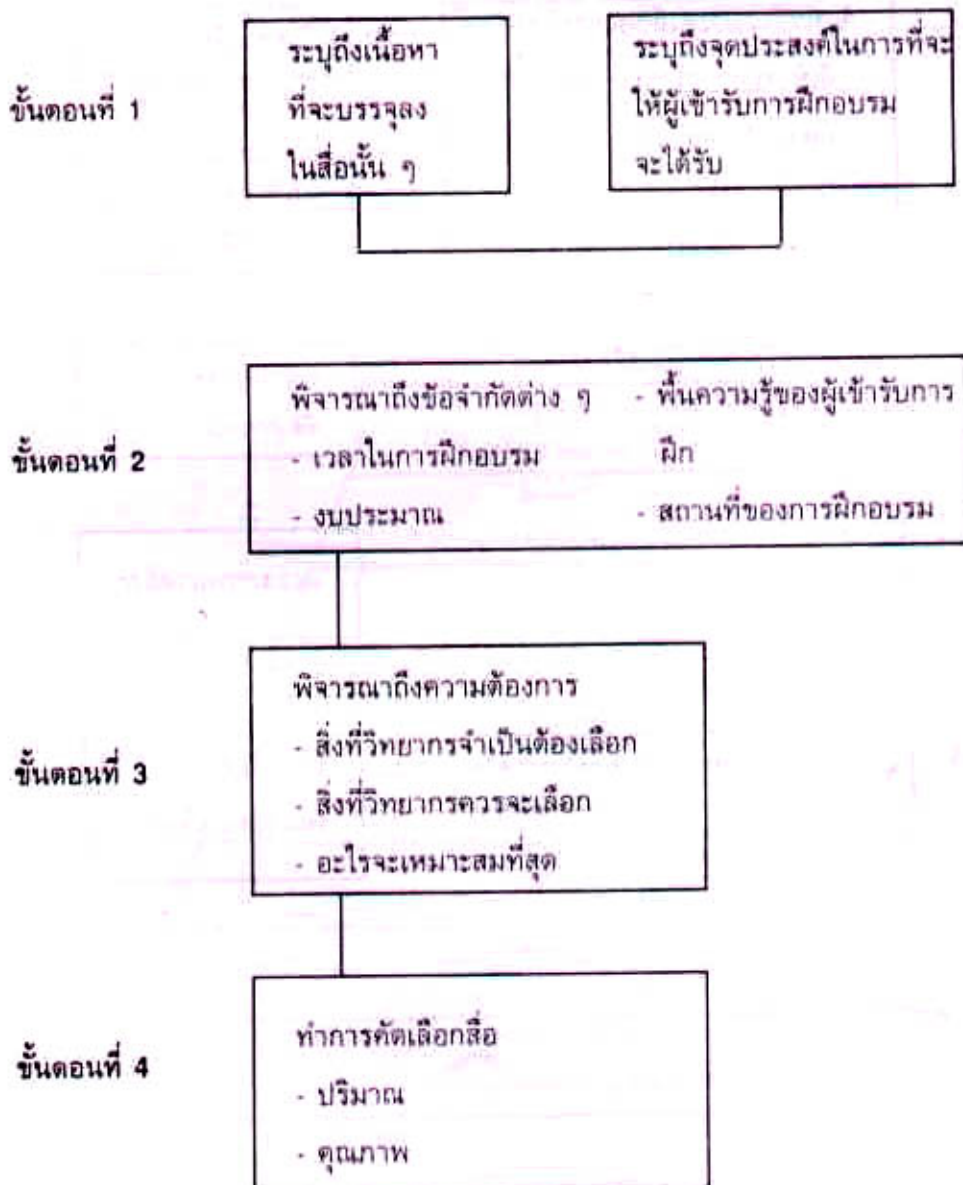 ขั้นตอนที่ 1
ระบุถึงเนื้อหา
ที่จะบรรจุลง
ในสื่อนั้น ๆ
ระบุถึงจุดประสงค์ในการที่จะ
ให้ผู้เข้ารับการฝึกอบรม
จะได้รับ
ขั้นตอนที่ 2
พิจารณาถึงข้อจำกัดต่าง ๆ
- เวลาในการฝึกอบรม
- งบประมาณ
- พื้นความรู้ของผู้เข้ารับการ
ฝึก
- สถานที่ของการฝึกอบรม
ขั้นตอนที่ 3
พิจารณาถึงความต้องการ
- สิ่งที่วิทยากรจำเป็นต้องเลือก
- สิ่งที่วิทยากรควรจะเลือก
- อะไรจะเหมาะสมที่สุด
ขั้นตอนที่ 4
ทำการคัดเลือกสื่อ
- ปริมาณ
- คุณภาพ